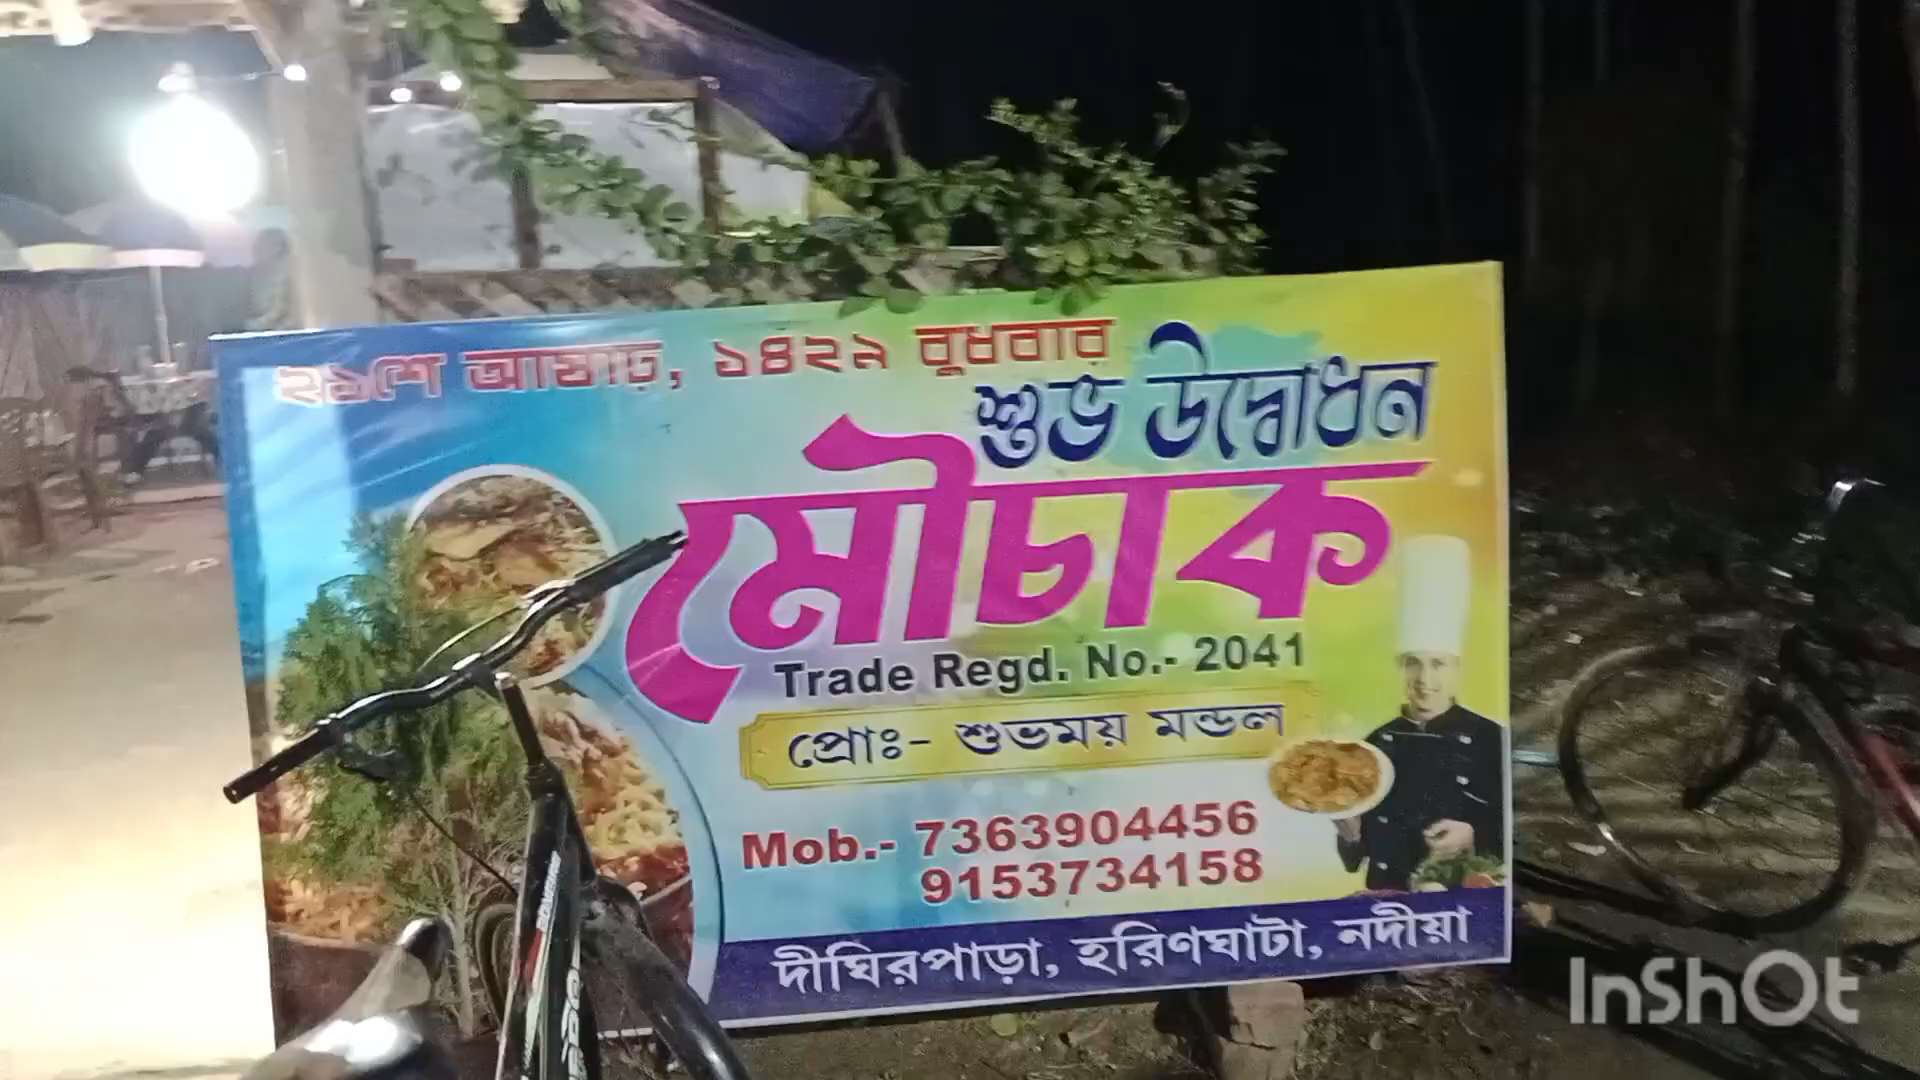 ২৯শে আষাঢ়, ১৪২৯ বুধবার
শুভ উদ্বোধন
মৌচাক
Trade Regd. No.- 2041
প্রোঃ- শুভময় মন্ডল
Mob.- 7363904456
9153734158
দীঘিরপাড়া, হরিণঘাটা, নদীয়া
InShOt